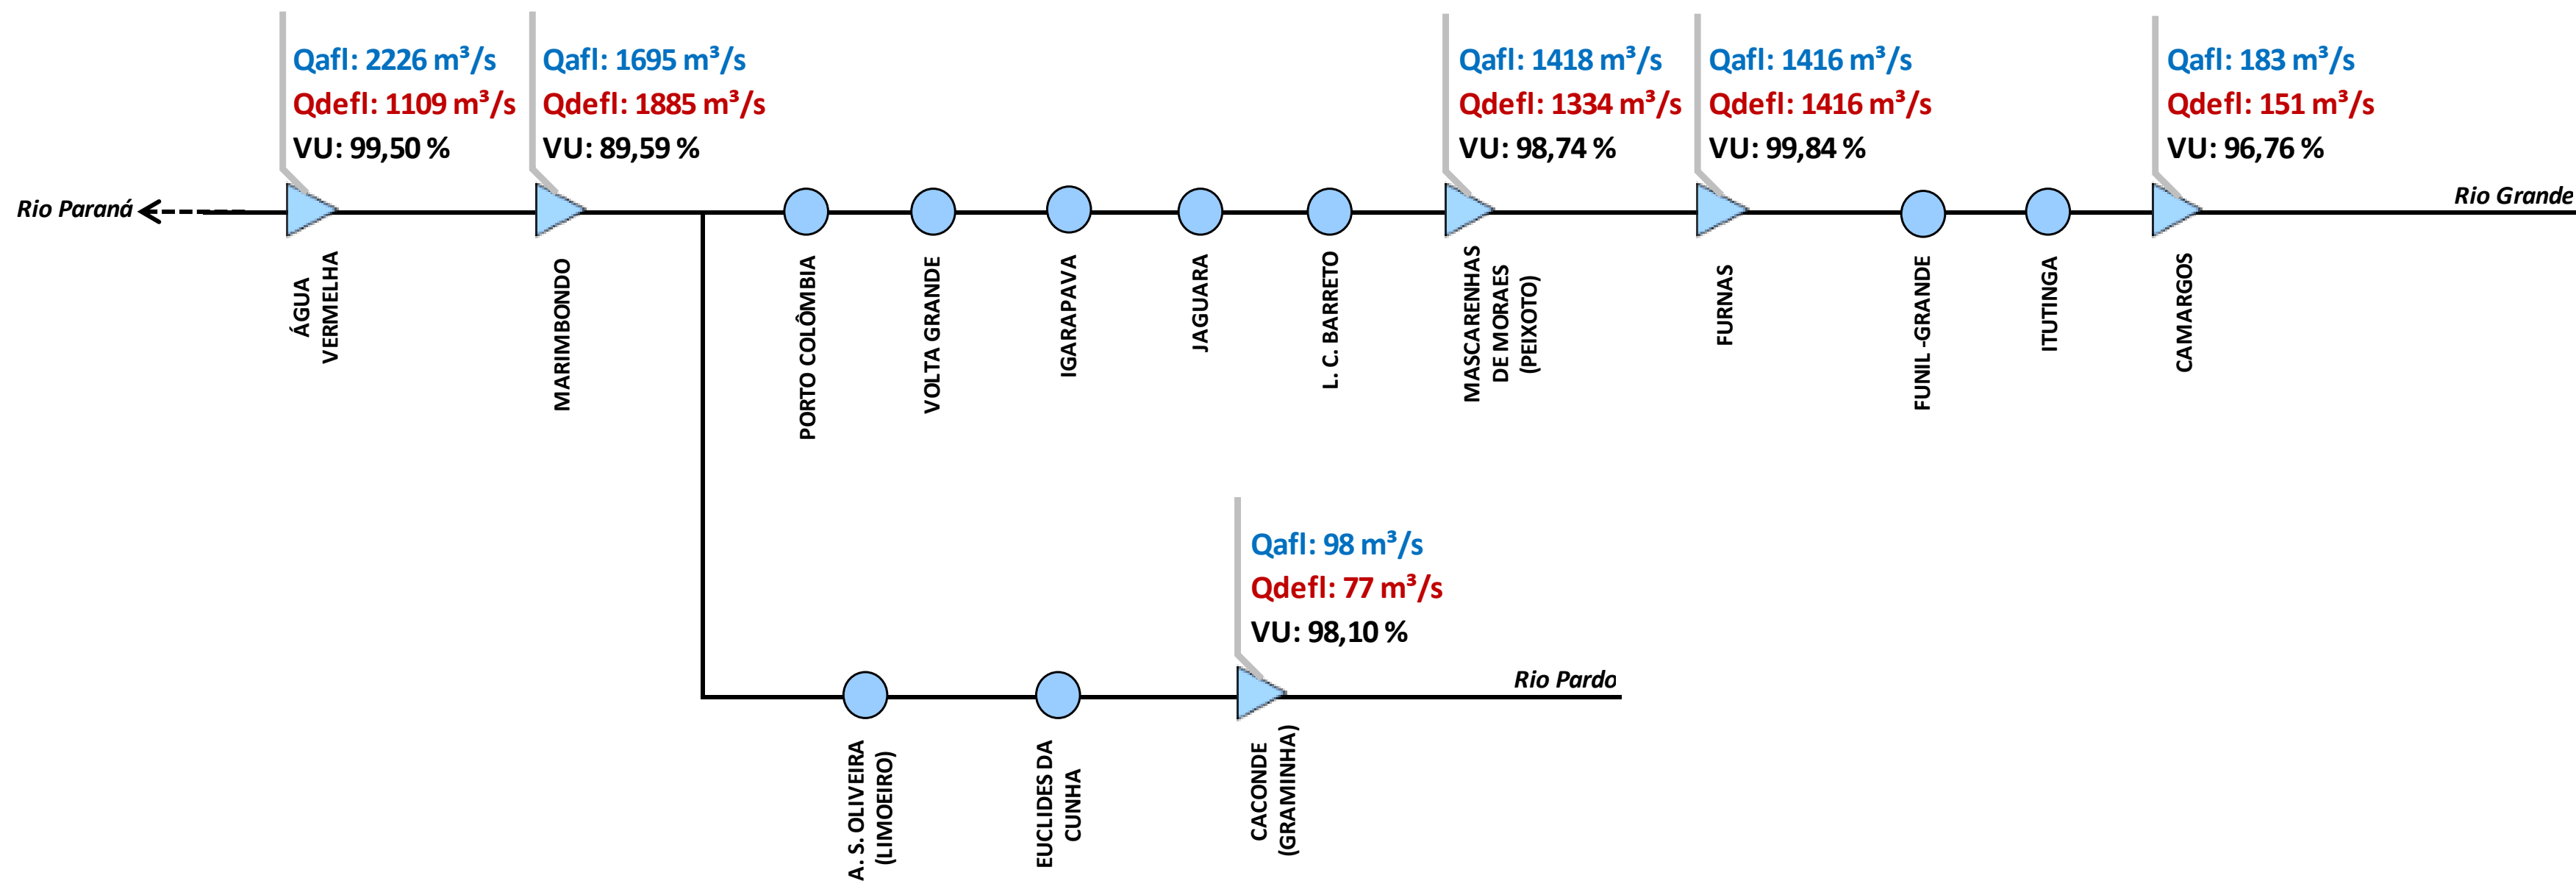 Qafl: 2226 m³/s
Qdefl: 1109 m³/s
VU: 99,50 %
Qafl: 1695 m³/s
Qdefl: 1885 m³/s
VU: 89,59 %
Qafl: 1418 m³/s
Qdefl: 1334 m³/s
VU: 98,74 %
Qafl: 1416 m³/s
Qdefl: 1416 m³/s
VU: 99,84 %
Qafl: 183 m³/s
Qdefl: 151 m³/s
VU: 96,76 %
Rio Paraná
Rio Grande
ÁGUA
VERMELHA
MARIMBONDO
PORTO COLÔMBIA
VOLTA GRANDE
IGARAPAVA
JAGUARA
L. C. BARRETO
MASCARENHAS
DE MORAES
(PEIXOTO)
FURNAS
FUNIL -GRANDE
ITUTINGA
CAMARGOS
Qafl: 98 m³/s
Qdefl: 77 m³/s
VU: 98,10 %
Rio Pardo
A. S. OLIVEIRA
(LIMOEIRO)
EUCLIDES DA
CUNHA
CACONDE
(GRAMINHA)